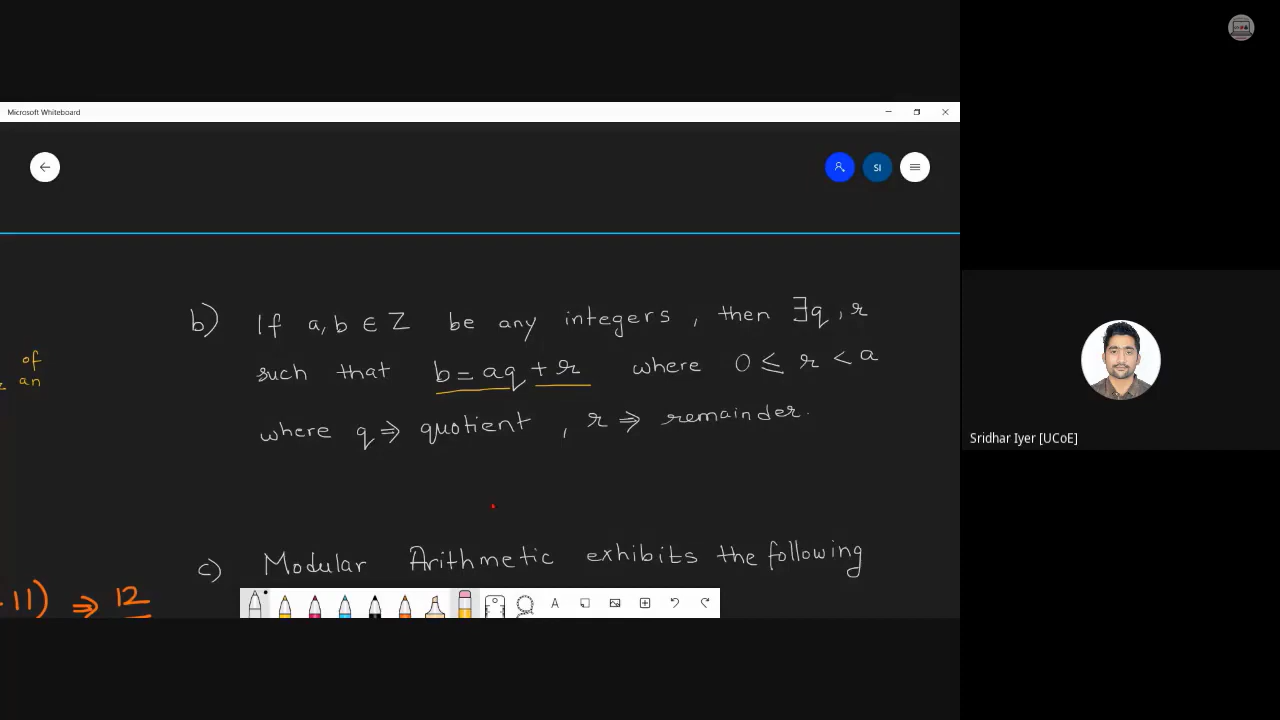 Microsoft Whiteboard
SI
b) If a, b ∈ Z be any integers, then ∃q, r
such that b = aq + r where 0 ≤ r < a
where q ⇒ quotient, r ⇒ remainder.
of
an
c) Modular Arithmetic exhibits the following
11) ⇒ 12
A
Sridhar Iyer [UCoE]